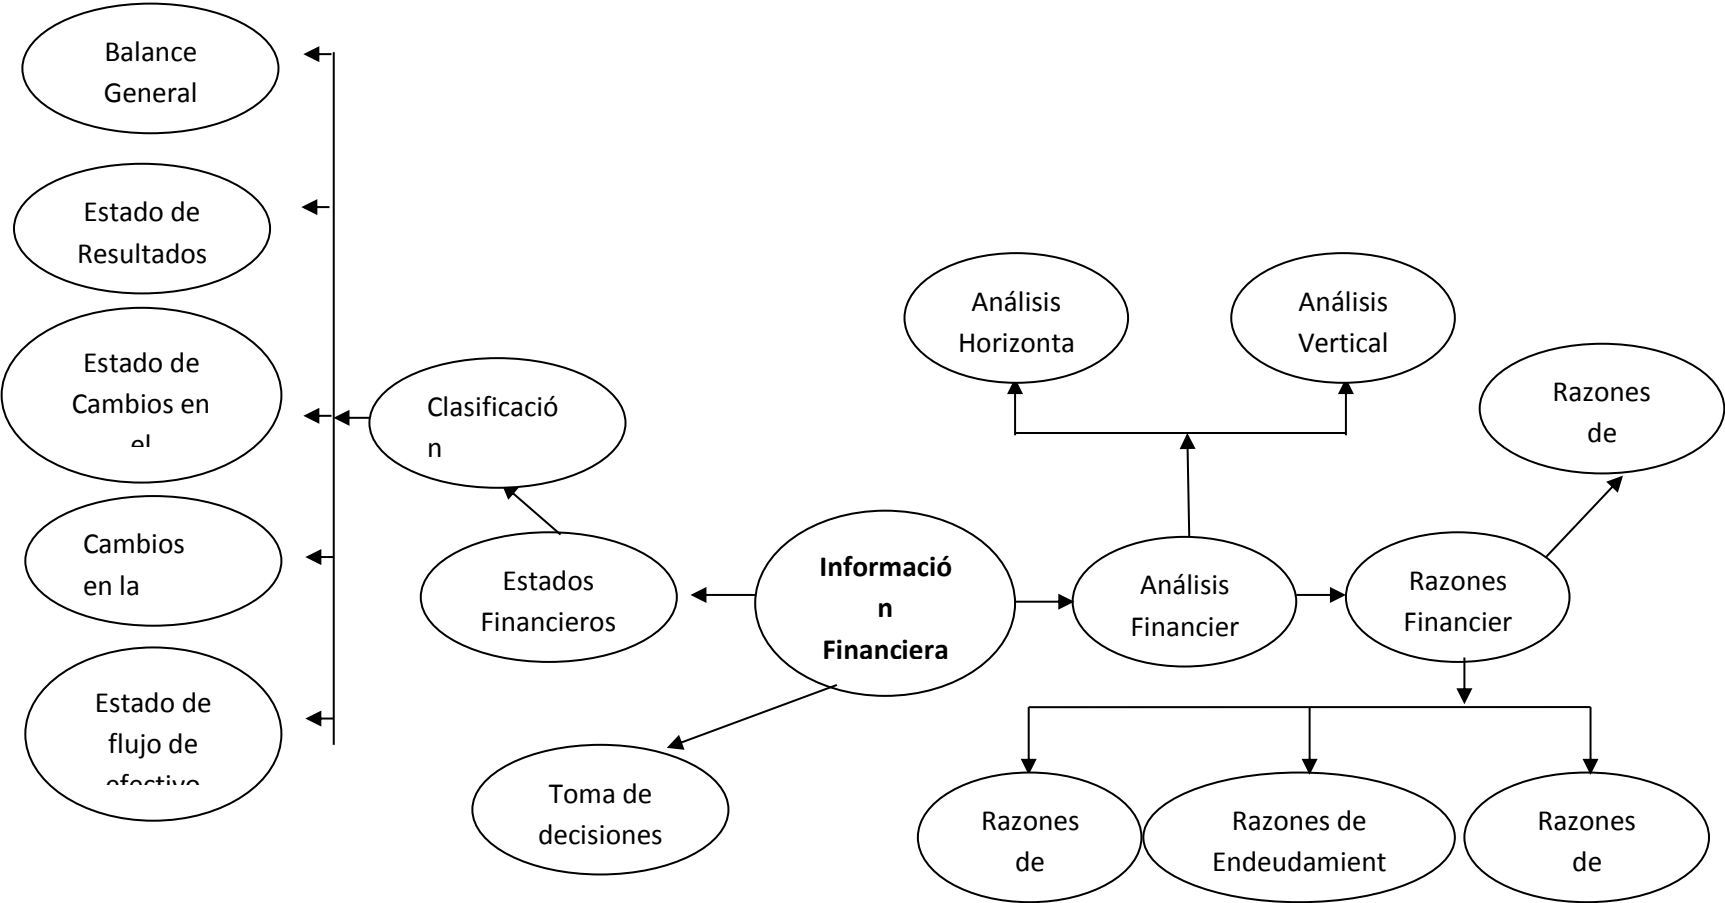 Balance
General
Estado de
Resultados
Estado de
Cambios en
el
Cambios
en la
Estado de
flujo de
efectivo
Clasificació
n
Estados
Financieros
Informació
n
Financiera
Toma de
decisiones
Análisis
Horizonta
Análisis
Vertical
Análisis
Financier
Razones
Financier
Razones
de
Razones
de
Razones de
Endeudamient
Razones
de